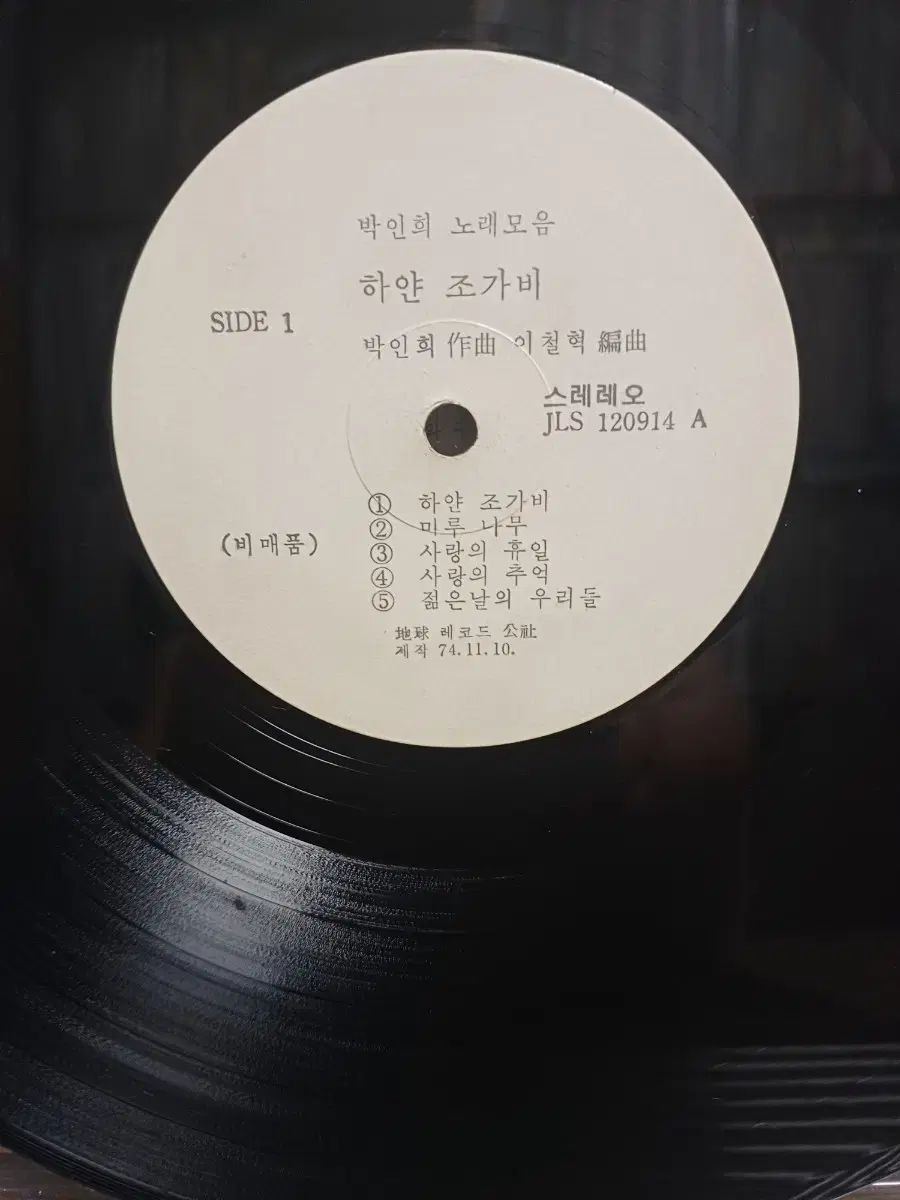 박인희 노래모음
하얀 조가비
SIDE 1
박인희 作曲 이철혁 編曲
스레레오
JLS 120914 A
① 하얀 조가비
② 미루 나무
(비매품)
③ 사랑의 휴일
④ 사랑의 추억
⑤ 젊은날의 우리들
地球 레코드 公社
제작 74.11.10.